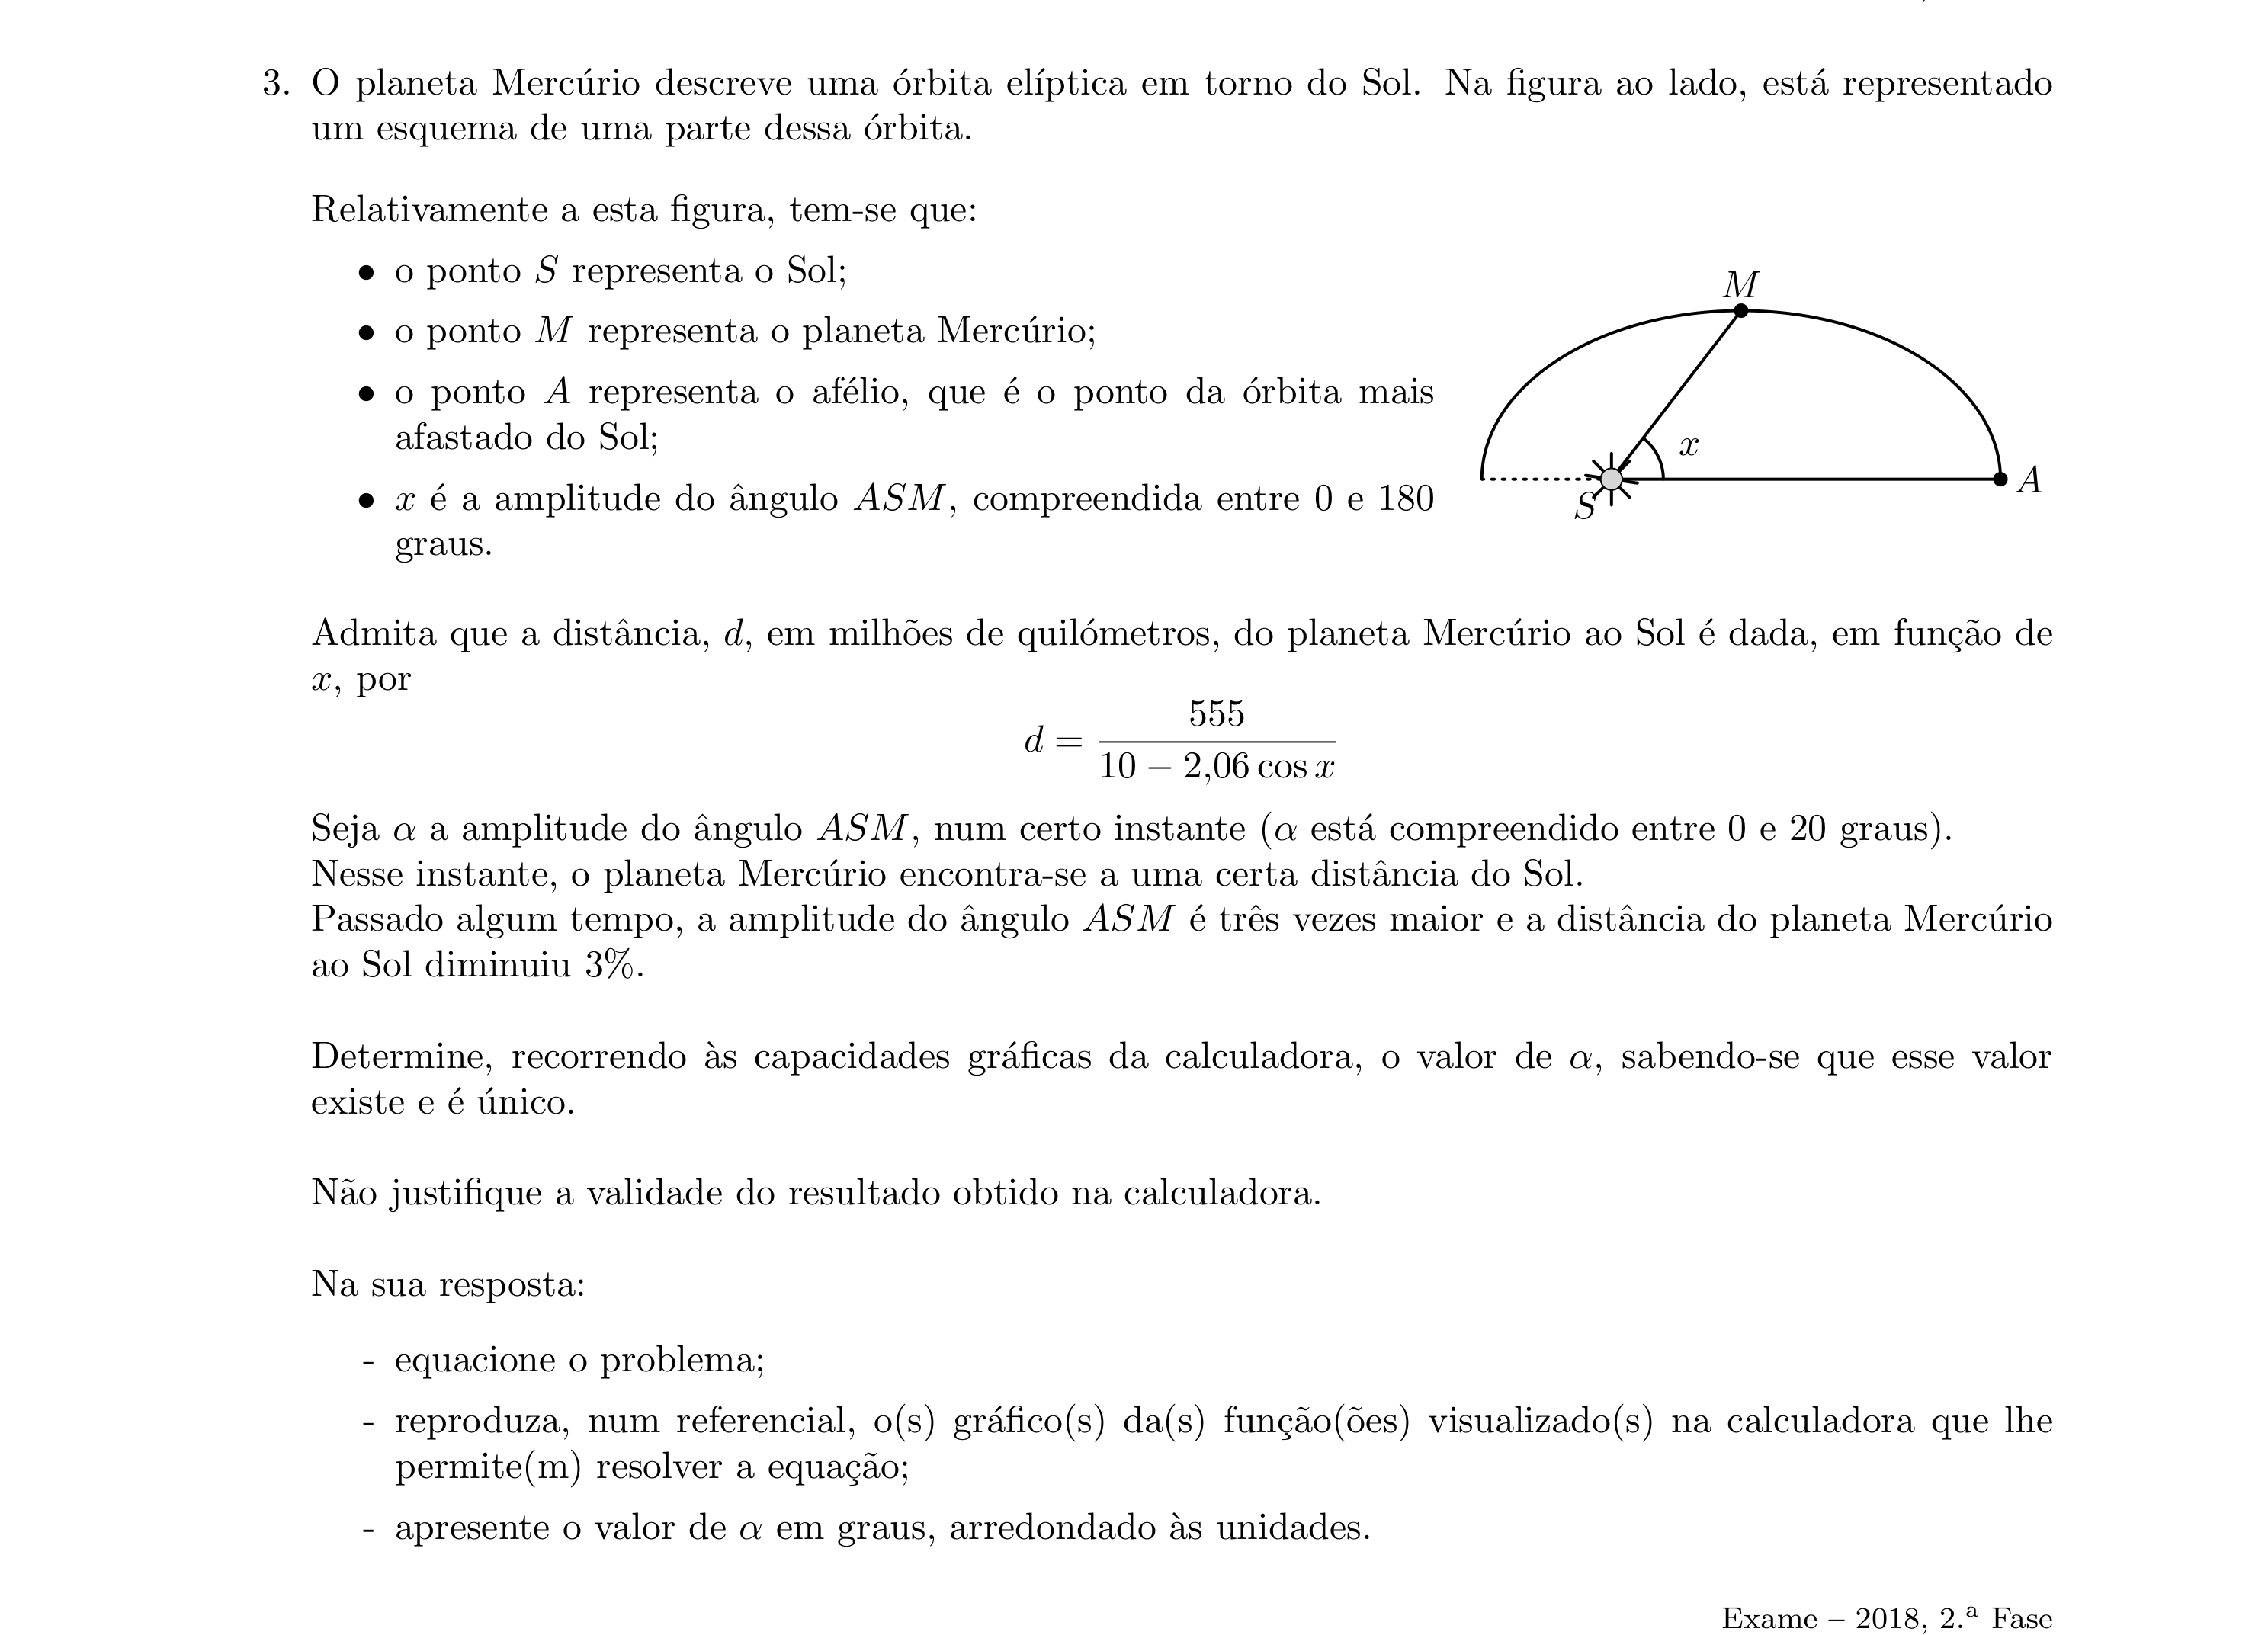 3. O planeta Mercúrio descreve uma órbita elíptica em torno do Sol. Na figura ao lado, está representado
um esquema de uma parte dessa órbita.
Relativamente a esta figura, tem-se que:
• o ponto S representa o Sol;
• o ponto M representa o planeta Mercúrio;
• o ponto A representa o afélio, que é o ponto da órbita mais
afastado do Sol;
• x é a amplitude do ângulo ASM, compreendida entre 0 e 180
graus.
M
x
S
A
Admita que a distância, d, em milhões de quilómetros, do planeta Mercúrio ao Sol é dada, em função de
x, por
d = 555 / (10 − 2,06 cos x)
Seja α a amplitude do ângulo ASM, num certo instante (α está compreendido entre 0 e 20 graus).
Nesse instante, o planeta Mercúrio encontra-se a uma certa distância do Sol.
Passado algum tempo, a amplitude do ângulo ASM é três vezes maior e a distância do planeta Mercúrio
ao Sol diminuiu 3%.
Determine, recorrendo às capacidades gráficas da calculadora, o valor de α, sabendo-se que esse valor
existe e é único.
Não justifique a validade do resultado obtido na calculadora.
Na sua resposta:
- equacione o problema;
- reproduza, num referencial, o(s) gráfico(s) da(s) função(ões) visualizado(s) na calculadora que lhe
permite(m) resolver a equação;
- apresente o valor de α em graus, arredondado às unidades.
Exame – 2018, 2.ª Fase